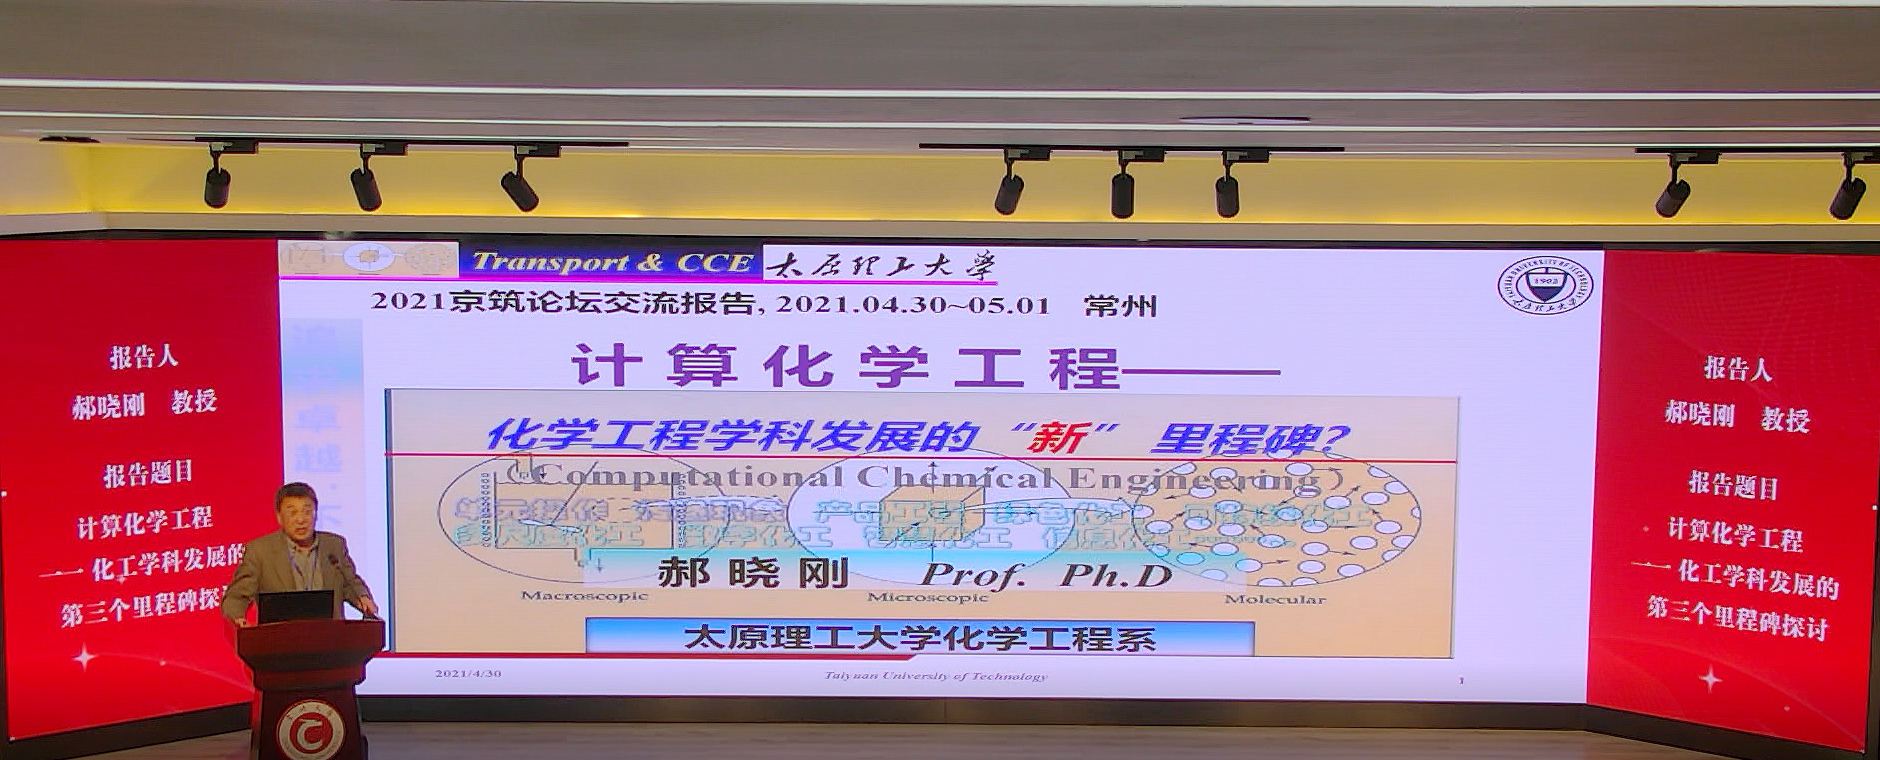 Transport & CCE 太原理工大学
1902
2021京筑论坛交流报告, 2021.04.30~05.01 常州
计算化学工程——
化学工程学科发展的“新”里程碑?
(Computational Chemical Engineering)
郝晓刚 Prof. Ph.D
Macroscopic Microscopic Molecular
太原理工大学化学工程系
2021/4/30 Taiyuan University of Technology 1
报告人
郝晓刚 教授
报告题目
计算化学工程
—— 化工学科发展的
第三个里程碑探
报告人
郝晓刚 教授
报告题目
计算化学工程
—— 化工学科发展的
第三个里程碑探讨